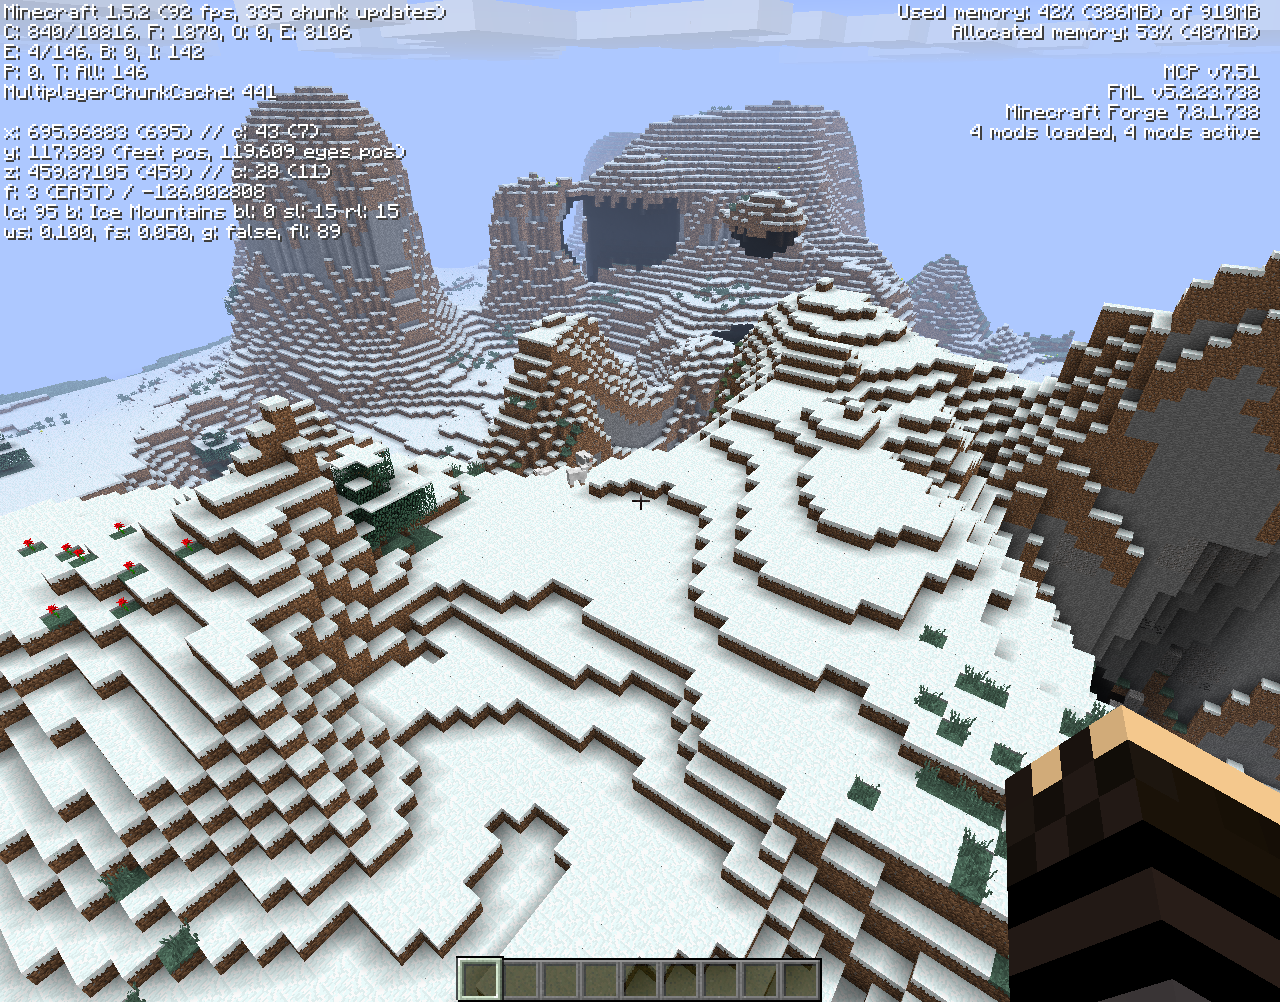 Minecraft 1.5.2 (92 fps, 335 chunk updates)
C: 840/10816, F: 1870, O: 0, E: 8106
E: 4/146, B: 0, I: 142
P: 0, T: All: 146
MultiplayerChunkCache: 441
x: 695.96883 (695) // c: 43 (7)
y: 117.989 (feet pos, 119.609 eyes pos)
z: 459.87105 (459) // c: 28 (11)
f: 3 (EAST) / -126.002808
lc: 95 b: Ice Mountains bl: 0 sl: 15 rl: 15
ws: 0.100, fs: 0.050, g: false, fl: 89
Used memory: 42% (386MB) of 910MB
Allocated memory: 53% (487MB)
MCP v7.51
FML v5.2.23.738
Minecraft Forge 7.8.1.738
4 mods loaded, 4 mods active